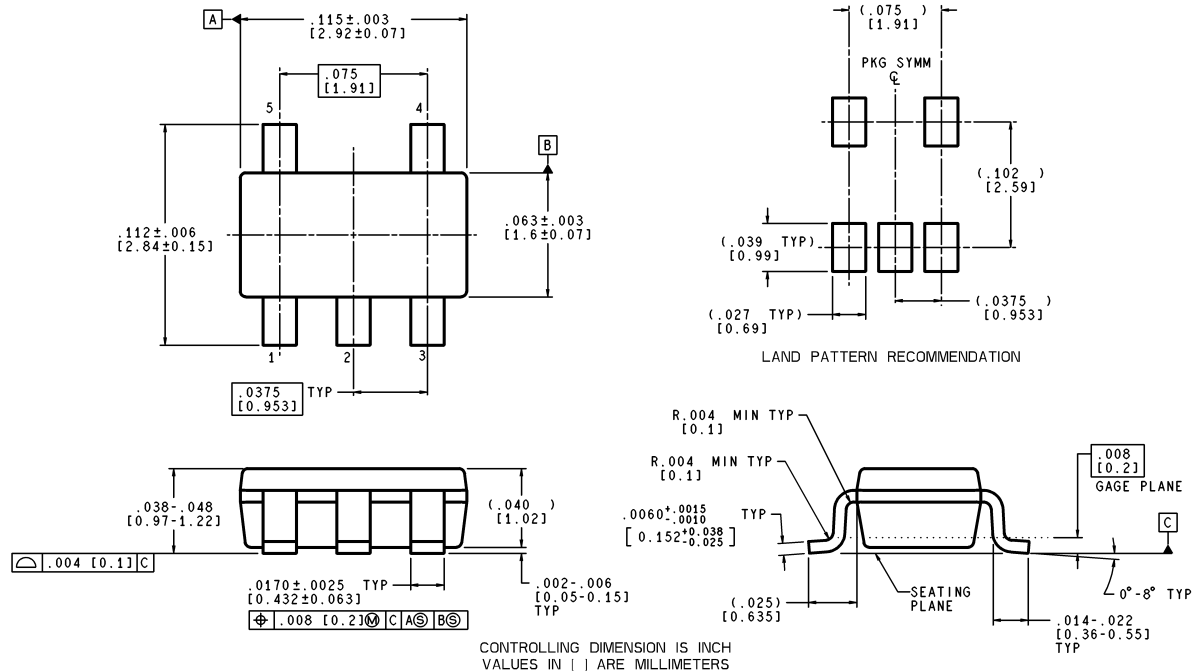 A
.115±.003
[2.92±0.07]
.075
[1.91]
5
4
B
.112±.006
[2.84±0.15]
.063±.003
[1.6±0.07]
1
2
3
.0375 TYP
[0.953]
(.075 )
[1.91]
PKG SYMM
℄
(.102 )
[2.59]
(.039 TYP)
[0.99]
(.027 TYP)
[0.69]
(.0375 )
[0.953]
LAND PATTERN RECOMMENDATION
.038-.048
[0.97-1.22]
(.040 )
[1.02]
⌓ .004 [0.1] C
.0170±.0025 TYP
[0.432±0.063]
⌖ .008 [0.2]Ⓜ C AⓈ BⓈ
.002-.006
[0.05-0.15]
TYP
R.004 MIN TYP
[0.1]
R.004 MIN TYP
[0.1]
.0060+.0015 -.0010 TYP
[0.152+0.038 -0.025]
.008
[0.2]
GAGE PLANE
C
SEATING
PLANE
(.025)
[0.635]
0°-8° TYP
.014-.022
[0.36-0.55]
TYP
CONTROLLING DIMENSION IS INCH
VALUES IN [ ] ARE MILLIMETERS